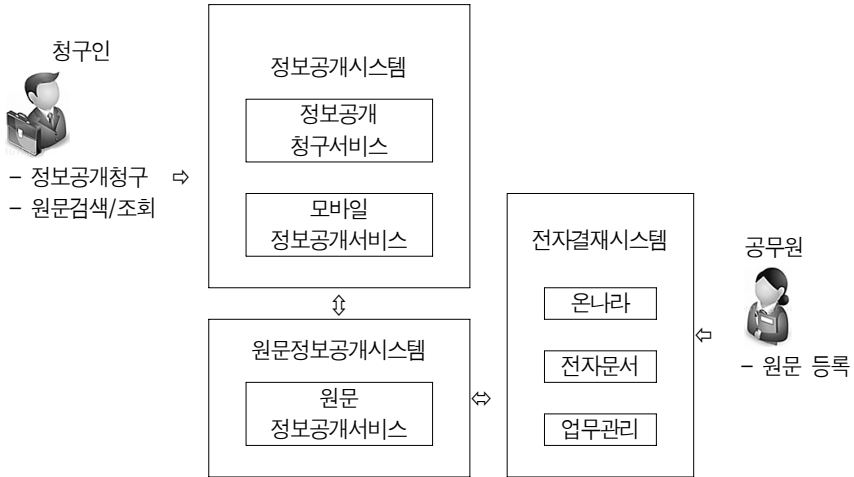 청구인
- 정보공개청구 ⇨
- 원문검색/조회
정보공개시스템
정보공개
청구서비스
모바일
정보공개서비스
⇳
원문정보공개시스템
원문
정보공개서비스
⬄
전자결재시스템
온나라
전자문서
업무관리
⇦
공무원
- 원문 등록